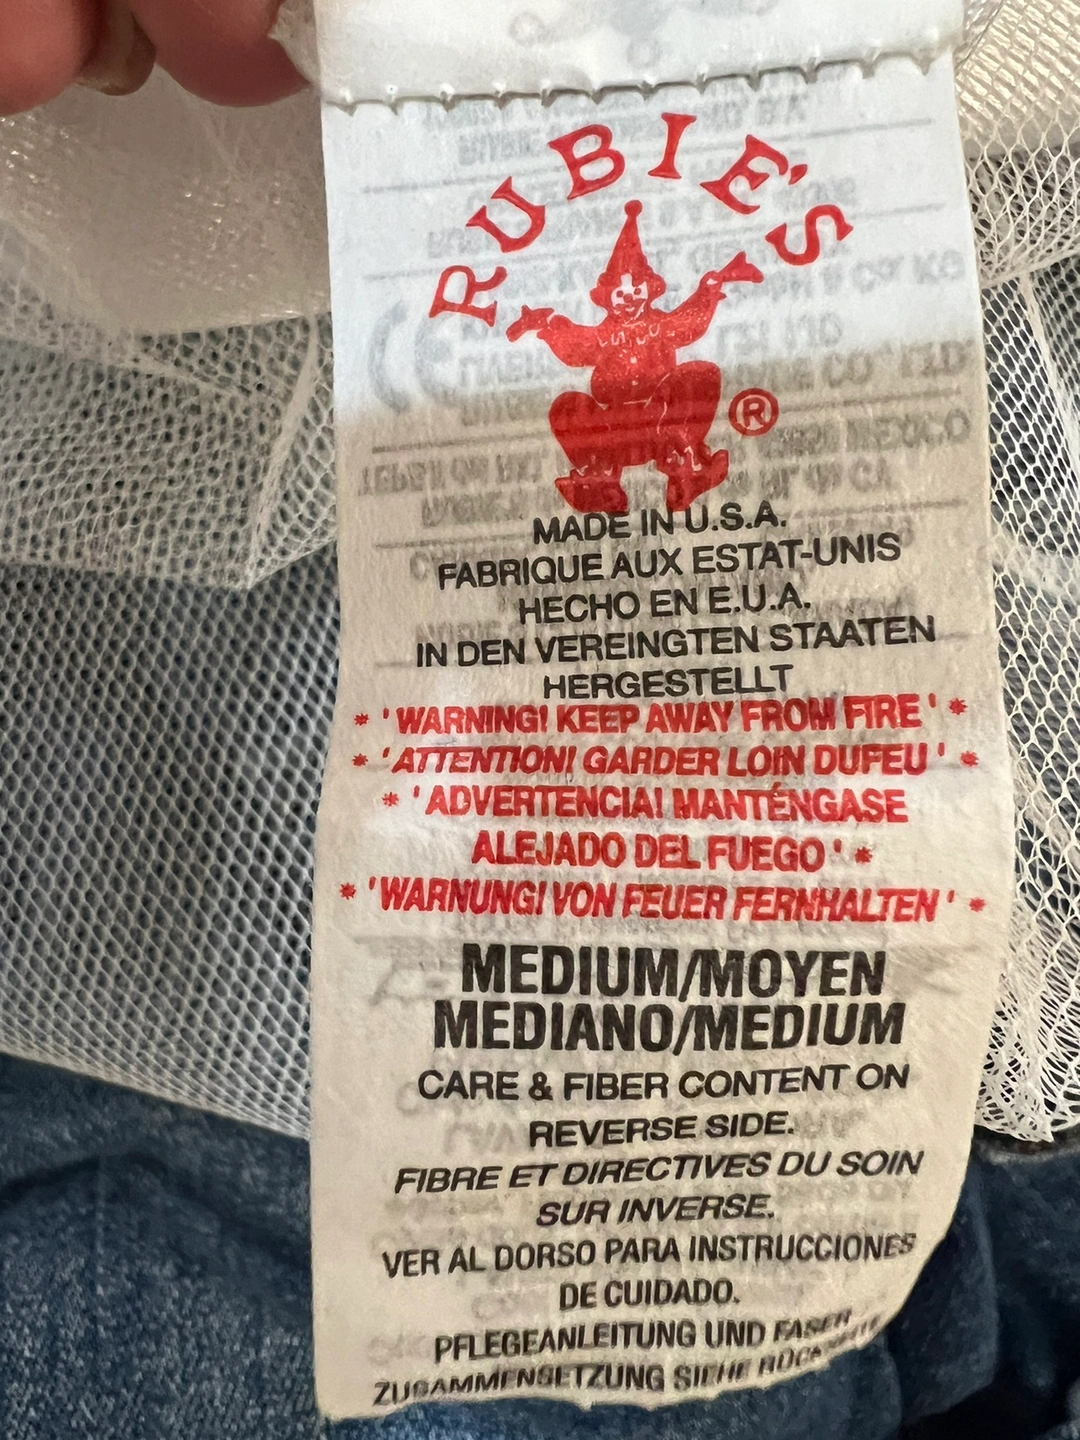 RUBIE'S
®
MADE IN U.S.A.
FABRIQUE AUX ESTAT-UNIS
HECHO EN E.U.A.
IN DEN VEREINGTEN STAATEN
HERGESTELLT
* 'WARNING! KEEP AWAY FROM FIRE' *
* 'ATTENTION! GARDER LOIN DUFEU' *
* 'ADVERTENCIA! MANTÉNGASE
ALEJADO DEL FUEGO' *
* 'WARNUNG! VON FEUER FERNHALTEN' *
MEDIUM/MOYEN
MEDIANO/MEDIUM
CARE & FIBER CONTENT ON
REVERSE SIDE.
FIBRE ET DIRECTIVES DU SOIN
SUR INVERSE.
VER AL DORSO PARA INSTRUCCIONES
DE CUIDADO.
PFLEGEANLEITUNG UND FASER
ZUSAMMENSETZUNG SIEHE